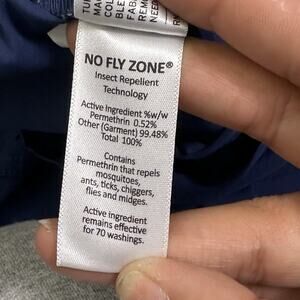 NO FLY ZONE®
Insect Repellent
Technology
Active Ingredient %w/w
Permethrin 0.52%
Other (Garment) 99.48%
Total 100%
Contains
Permethrin that repels
mosquitoes,
ants, ticks, chiggers,
flies and midges.
Active ingredient
remains effective
for 70 washings.